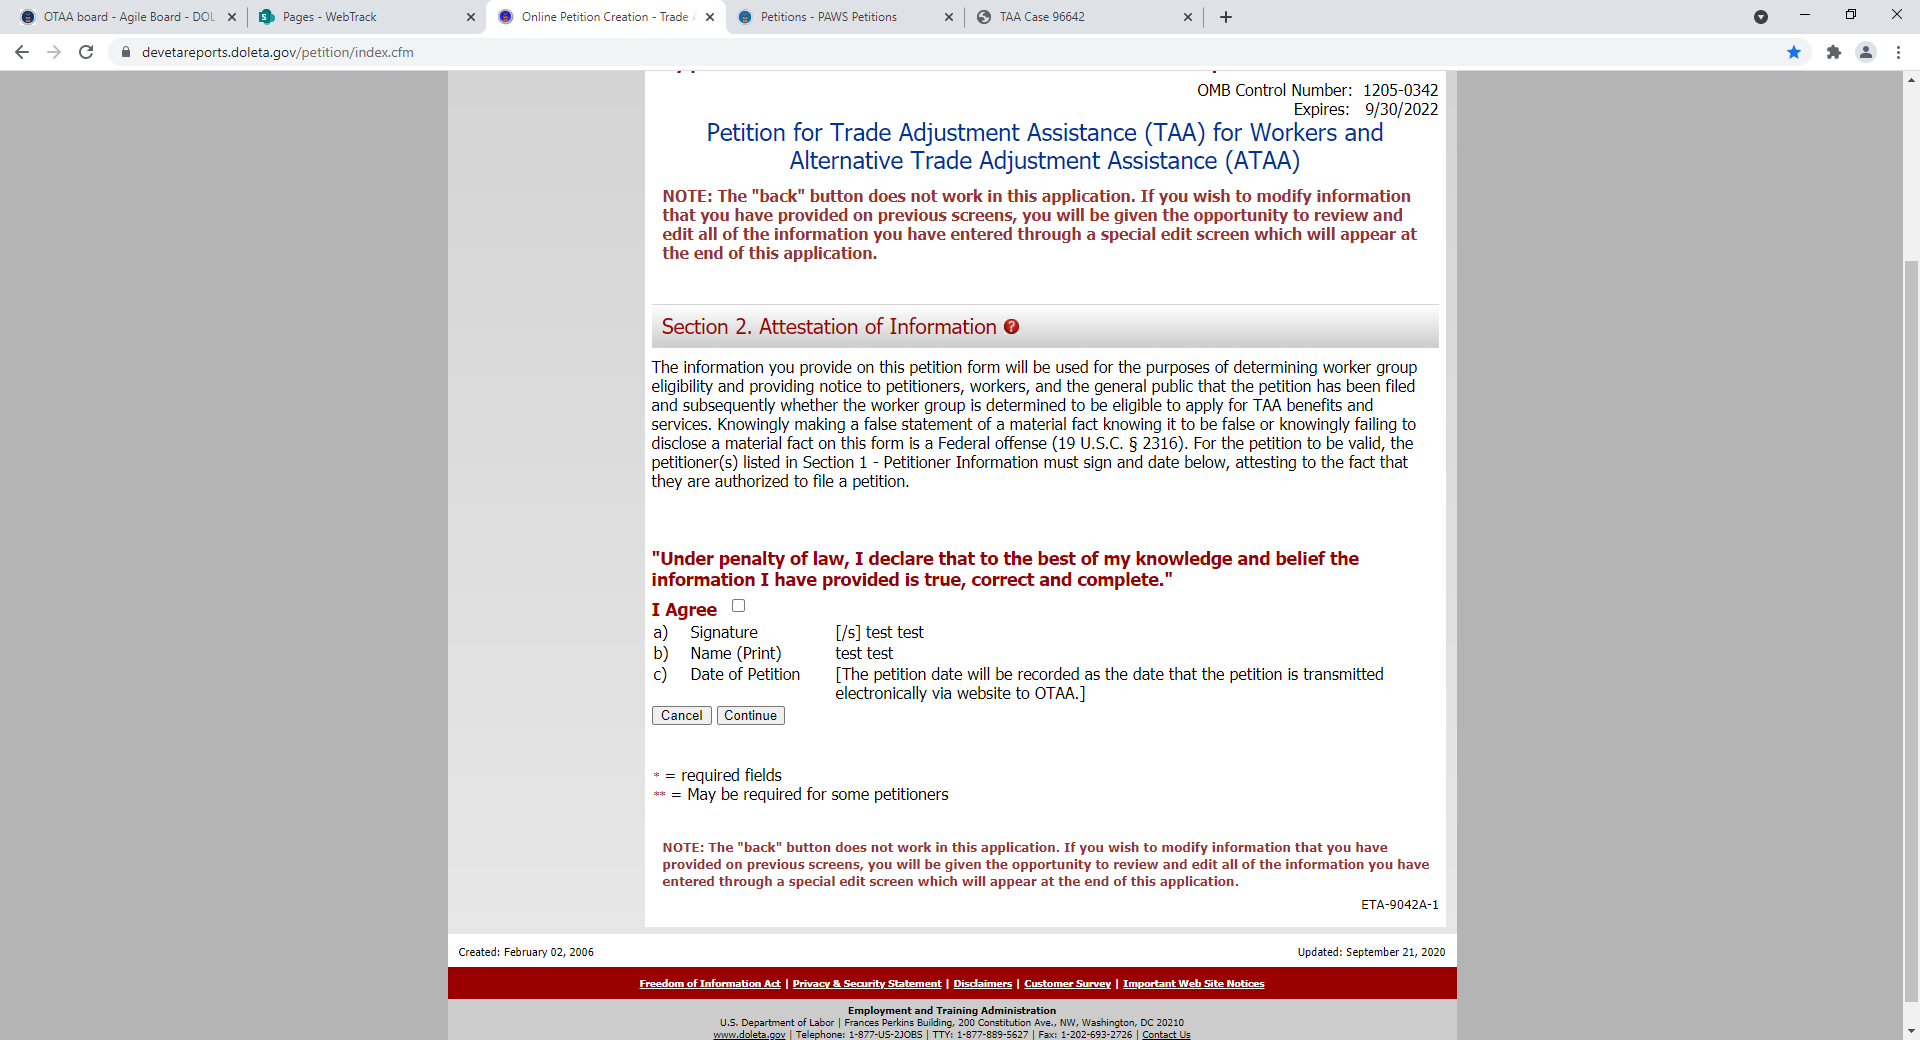 OTAA board - Agile Board - DOL
Pages - WebTrack
Online Petition Creation - Trade
Petitions - PAWS Petitions
TAA Case 96642
devetareports.doleta.gov/petition/index.cfm
OMB Control Number: 1205-0342
Expires: 9/30/2022
Petition for Trade Adjustment Assistance (TAA) for Workers and
Alternative Trade Adjustment Assistance (ATAA)
NOTE: The "back" button does not work in this application. If you wish to modify information
that you have provided on previous screens, you will be given the opportunity to review and
edit all of the information you have entered through a special edit screen which will appear at
the end of this application.
Section 2. Attestation of Information ?
The information you provide on this petition form will be used for the purposes of determining worker group
eligibility and providing notice to petitioners, workers, and the general public that the petition has been filed
and subsequently whether the worker group is determined to be eligible to apply for TAA benefits and
services. Knowingly making a false statement of a material fact knowing it to be false or knowingly failing to
disclose a material fact on this form is a Federal offense (19 U.S.C. § 2316). For the petition to be valid, the
petitioner(s) listed in Section 1 - Petitioner Information must sign and date below, attesting to the fact that
they are authorized to file a petition.
"Under penalty of law, I declare that to the best of my knowledge and belief the
information I have provided is true, correct and complete."
I Agree
a) Signature [/s] test test
b) Name (Print) test test
c) Date of Petition [The petition date will be recorded as the date that the petition is transmitted
electronically via website to OTAA.]
Cancel Continue
* = required fields
** = May be required for some petitioners
NOTE: The "back" button does not work in this application. If you wish to modify information that you have
provided on previous screens, you will be given the opportunity to review and edit all of the information you have
entered through a special edit screen which will appear at the end of this application.
ETA-9042A-1
Created: February 02, 2006
Updated: September 21, 2020
Freedom of Information Act | Privacy & Security Statement | Disclaimers | Customer Survey | Important Web Site Notices
Employment and Training Administration
U.S. Department of Labor | Frances Perkins Building, 200 Constitution Ave., NW, Washington, DC 20210
www.doleta.gov | Telephone: 1-877-US-2JOBS | TTY: 1-877-889-5627 | Fax: 1-202-693-2726 | Contact Us